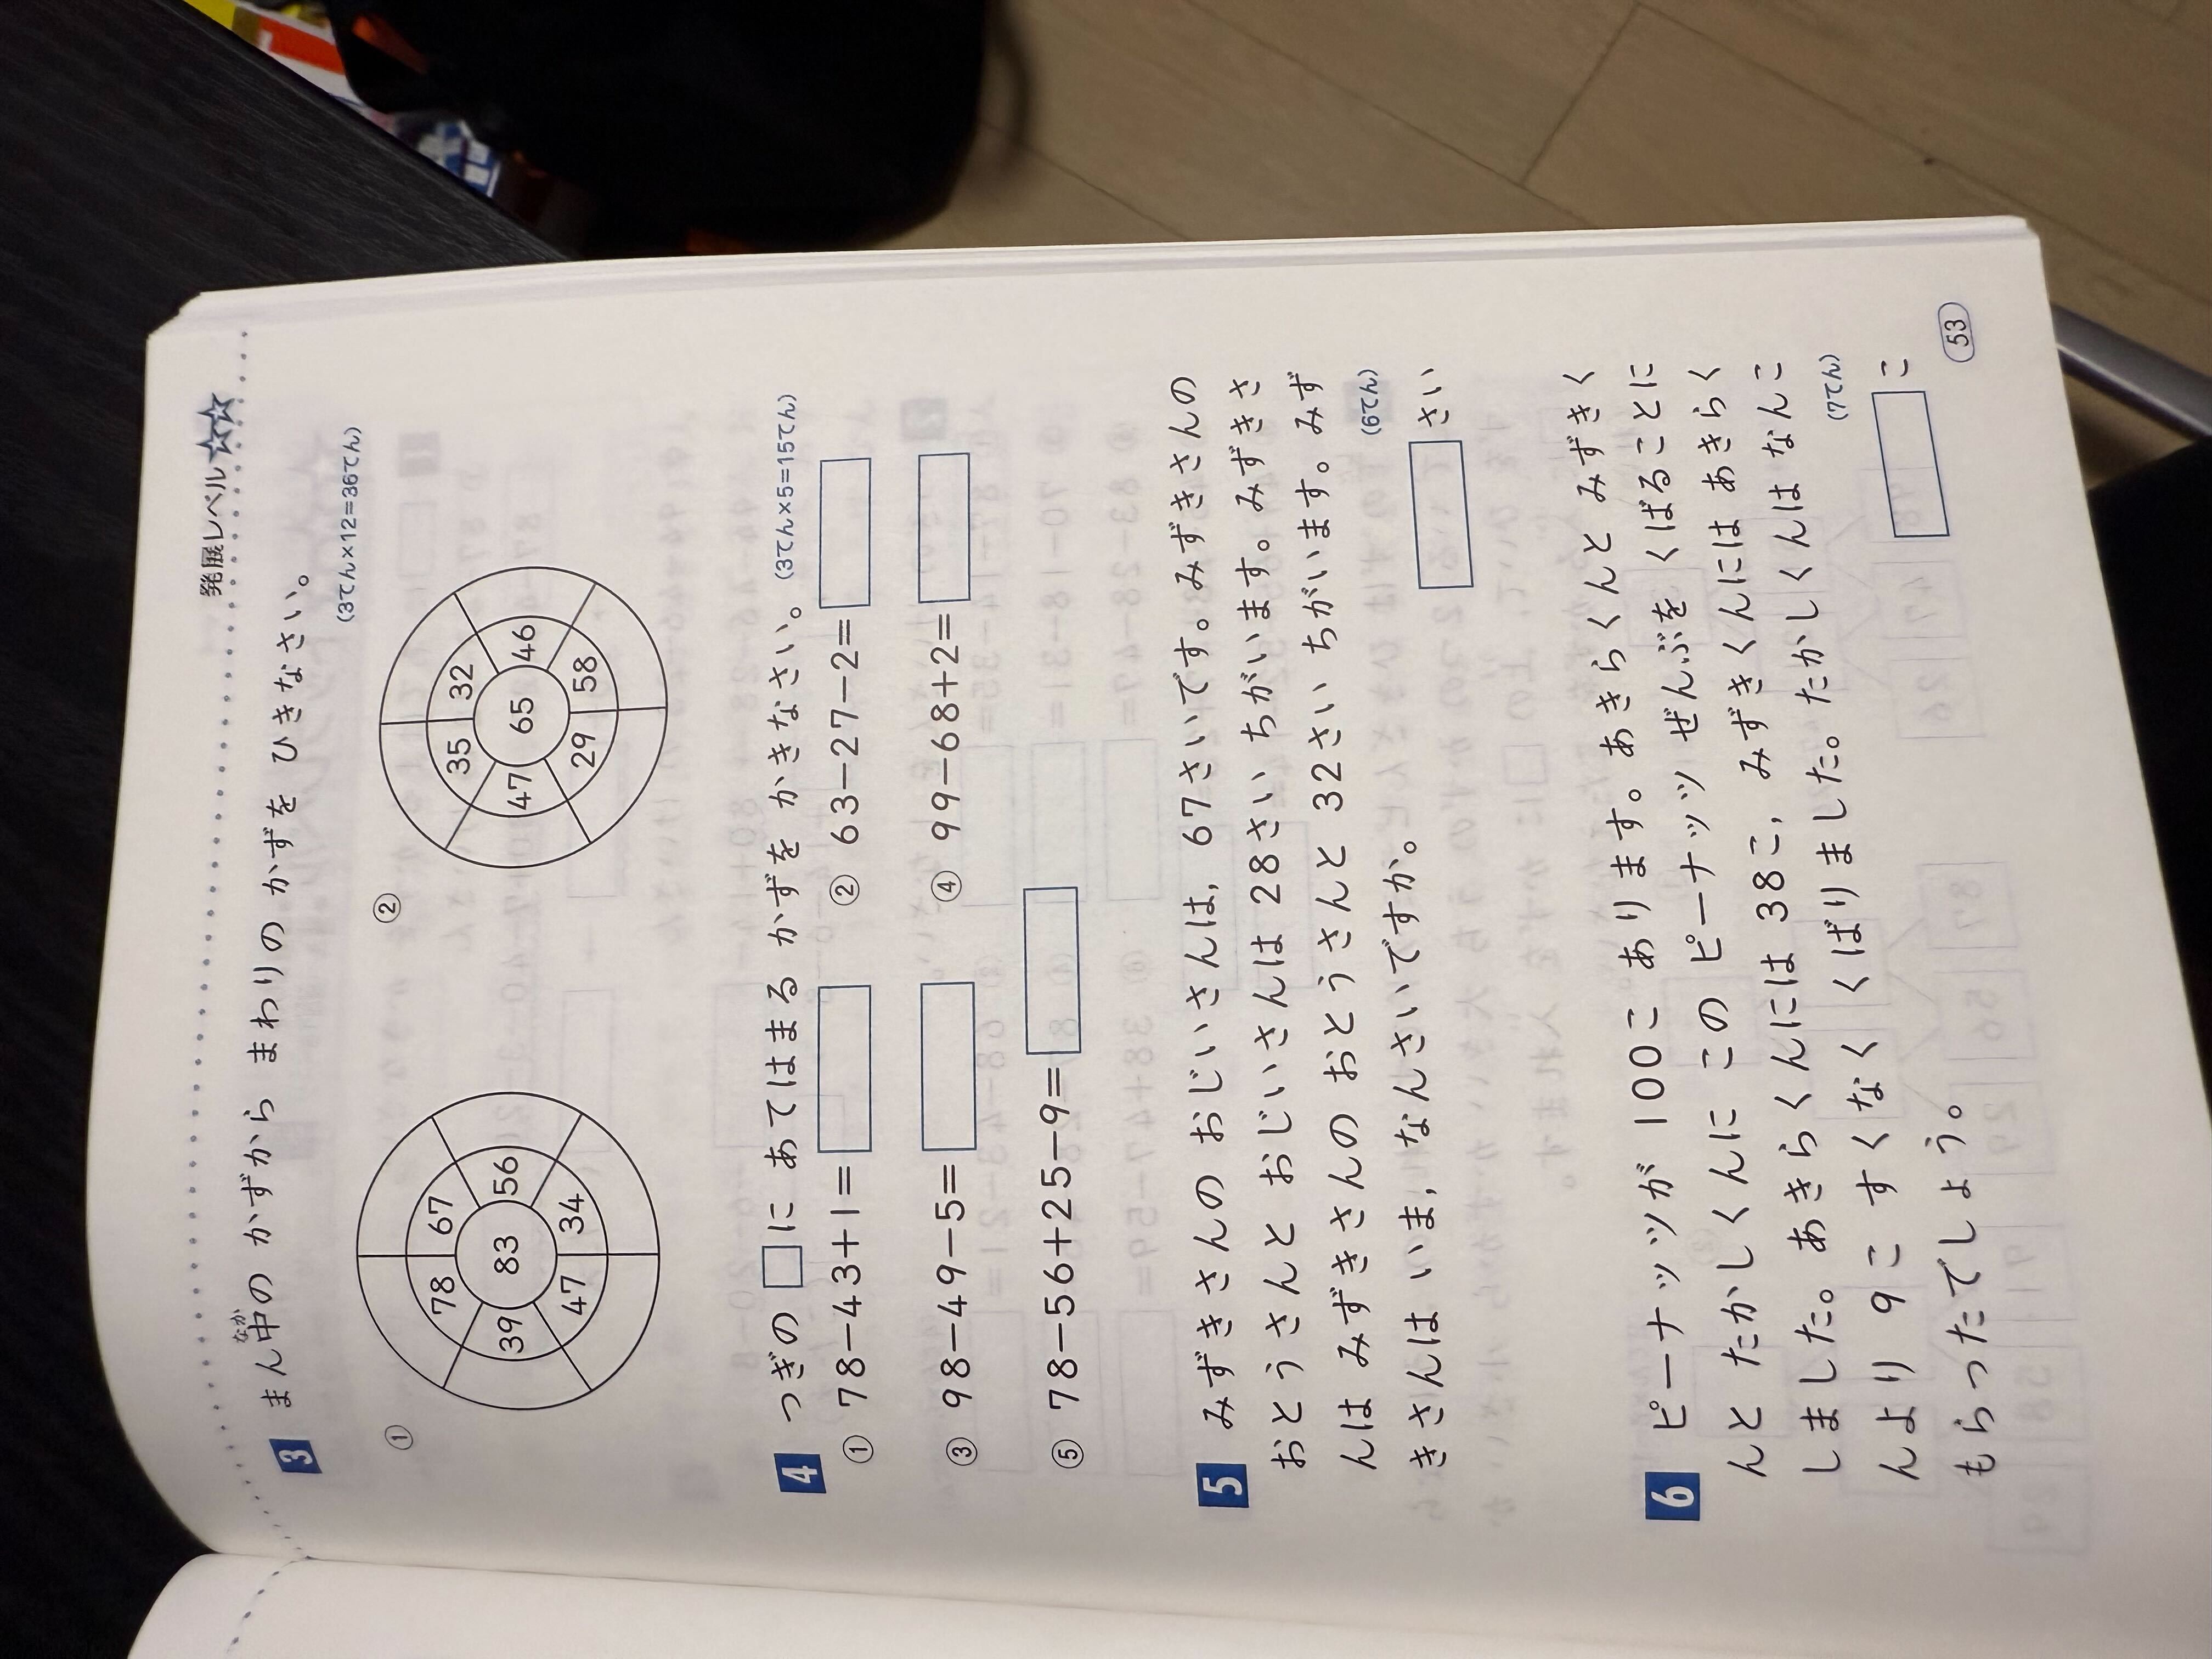 発展レベル☆☆
3 まん中のかずから まわりの かずを ひきなさい。
なか
(3てん×12=36てん)
①
83
67
56
34
47
39
78
②
65
32
46
58
29
47
35
4 つぎの □に あてはまる かずを かきなさい。(3てん×5=15てん)
① 78-43+1=
② 63-27-2=
③ 98-49-5=
④ 99-68+2=
⑤ 78-56+25-9=
5 みずきさんの おじいさんは, 67さいです。みずきさんの
おとうさんと おじいさんは 28さい ちがいます。みずきさ
んは みずきさんの おとうさんと 32さい ちがいます。みず
きさんは いま, なんさいですか。
(6てん)
さい
6 ピーナッツが 100こ あります。あきらくんと みずきく
んと たかしくんに この ピーナッツ ぜんぶを くばることに
しました。あきらくんには 38こ, みずきくんには あきらく
んより 9こ すくなく くばりました。たかしくんは なんこ
もらったでしょう。
(7てん)
こ
53